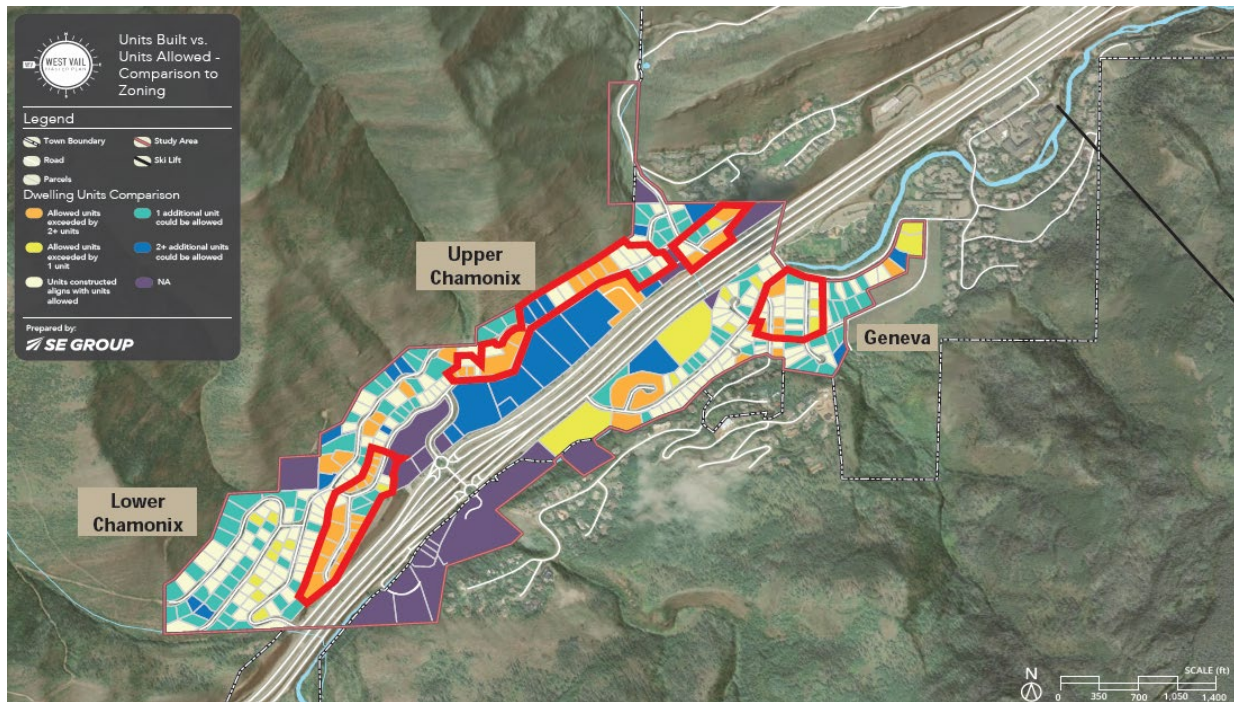 Units Built vs.
Units Allowed -
Comparison to
Zoning
WEST VAIL
MASTER PLAN
Legend
Town Boundary
Study Area
Road
Ski Lift
Parcels
Dwelling Units Comparison
Allowed units
exceeded by
2+ units
1 additional unit
could be allowed
Allowed units
exceeded by
1 unit
2+ additional units
could be allowed
Units constructed
aligns with units
allowed
NA
Prepared by:
SE GROUP
Upper
Chamonix
Geneva
Lower
Chamonix
N
SCALE (ft)
0 350 700 1,050 1,400